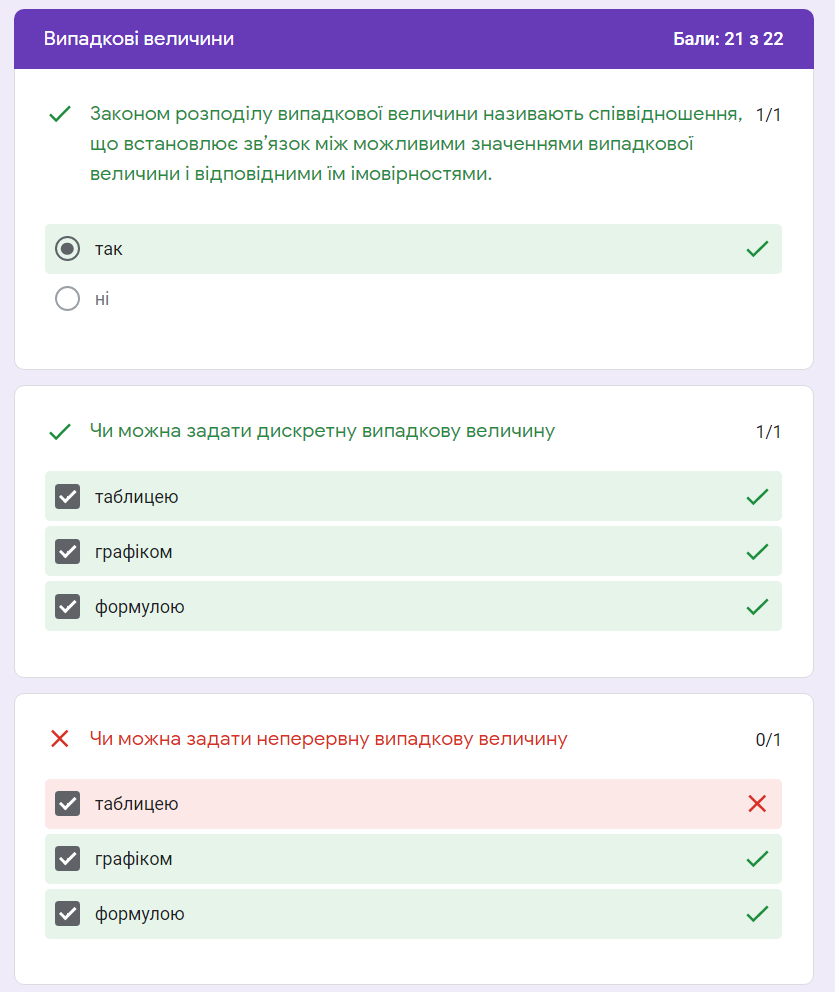 Випадкові величини
Бали: 21 з 22
Законом розподілу випадкової величини називають співвідношення, 1/1
що встановлює зв’язок між можливими значеннями випадкової
величини і відповідними їм імовірностями.
так
ні
Чи можна задати дискретну випадкову величину 1/1
таблицею
графіком
формулою
Чи можна задати неперервну випадкову величину 0/1
таблицею
графіком
формулою